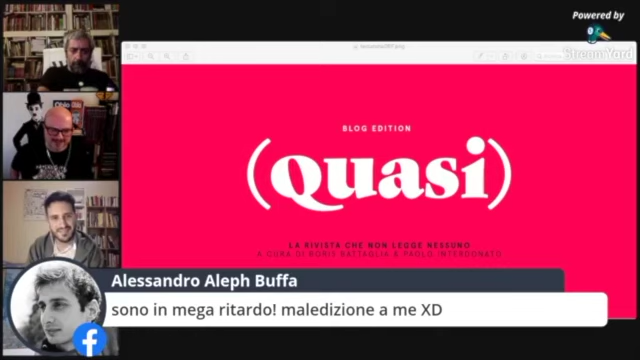 Powered by
StreamYard
BLOG EDITION
(quasi)
LA RIVISTA CHE NON LEGGE NESSUNO
A CURA DI BORIS BATTAGLIA & PAOLO INTERDONATO
Alessandro Aleph Buffa
sono in mega ritardo! maledizione a me XD